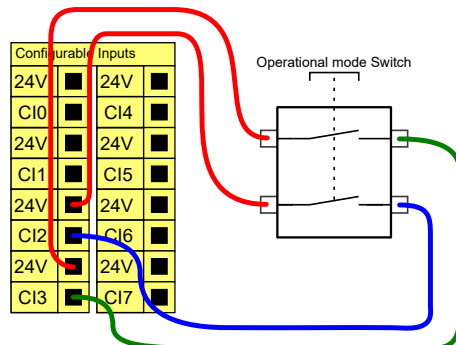 Configurable Inputs
Operational mode Switch
24V 24V
CI0 CI4
24V 24V
CI1 CI5
24V 24V
CI2 CI6
24V 24V
CI3 CI7